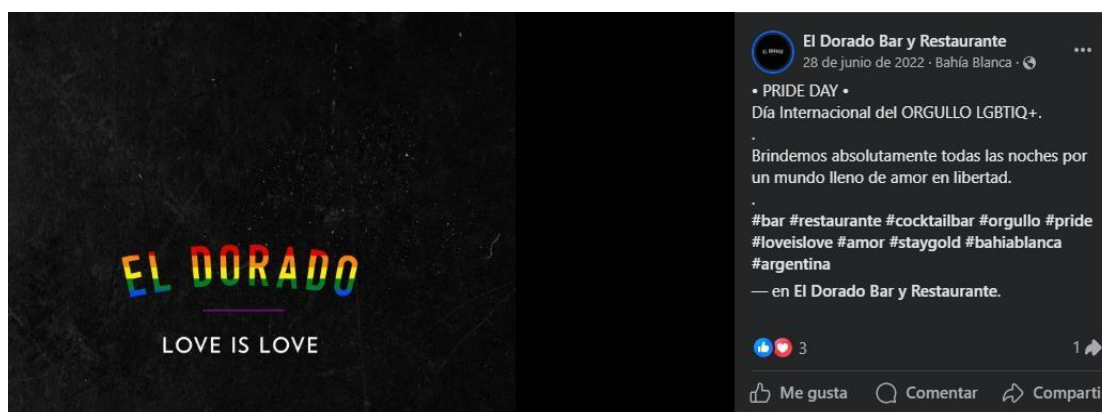 EL DORADO
LOVE IS LOVE
El Dorado Bar y Restaurante
28 de junio de 2022 · Bahía Blanca ·
• PRIDE DAY •
Día Internacional del ORGULLO LGBTIQ+.
.
Brindemos absolutamente todas las noches por
un mundo lleno de amor en libertad.
.
#bar #restaurante #cocktailbar #orgullo #pride
#loveislove #amor #staygold #bahiablanca
#argentina
— en El Dorado Bar y Restaurante.
3
1
Me gusta
Comentar
Comparti